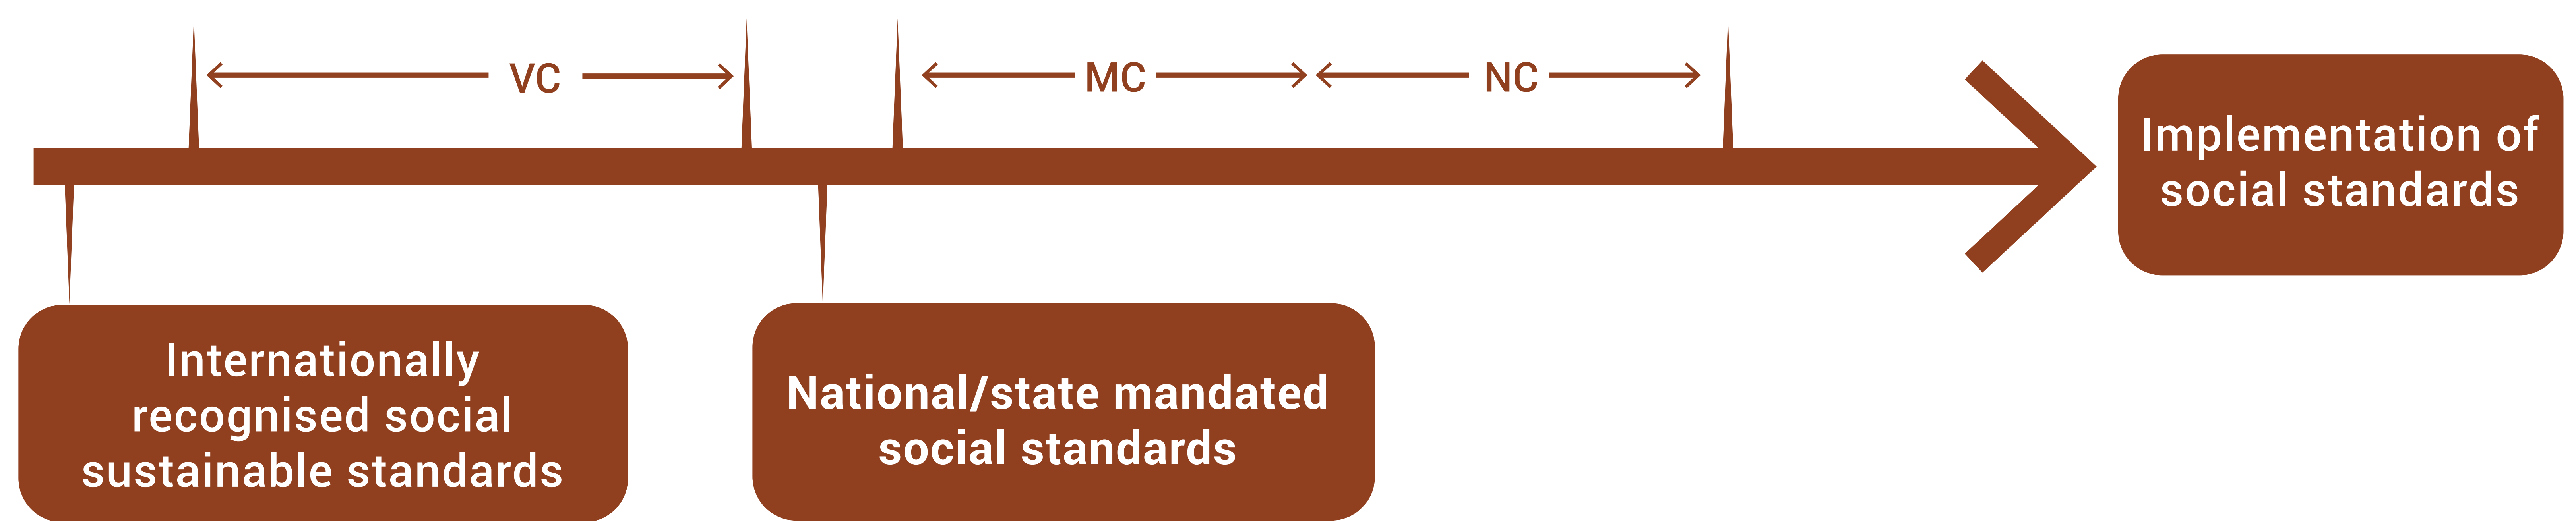 VC
MC
NC
Implementation of
social standards
Internationally
recognised social
sustainable standards
National/state mandated
social standards